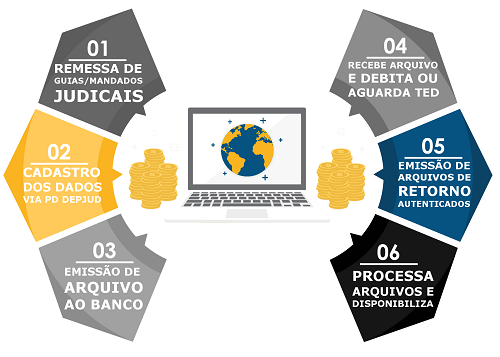 01
REMESSA DE
GUIAS/MANDADOS
JUDICAIS
02
CADASTRO
DOS DADOS
VIA PD DEPJUD
03
EMISSÃO DE
ARQUIVO
AO BANCO
04
RECEBE ARQUIVO
E DEBITA OU
AGUARDA TED
05
EMISSÃO DE
ARQUIVOS DE
RETORNO
AUTENTICADOS
06
PROCESSA
ARQUIVOS E
DISPONIBILIZA